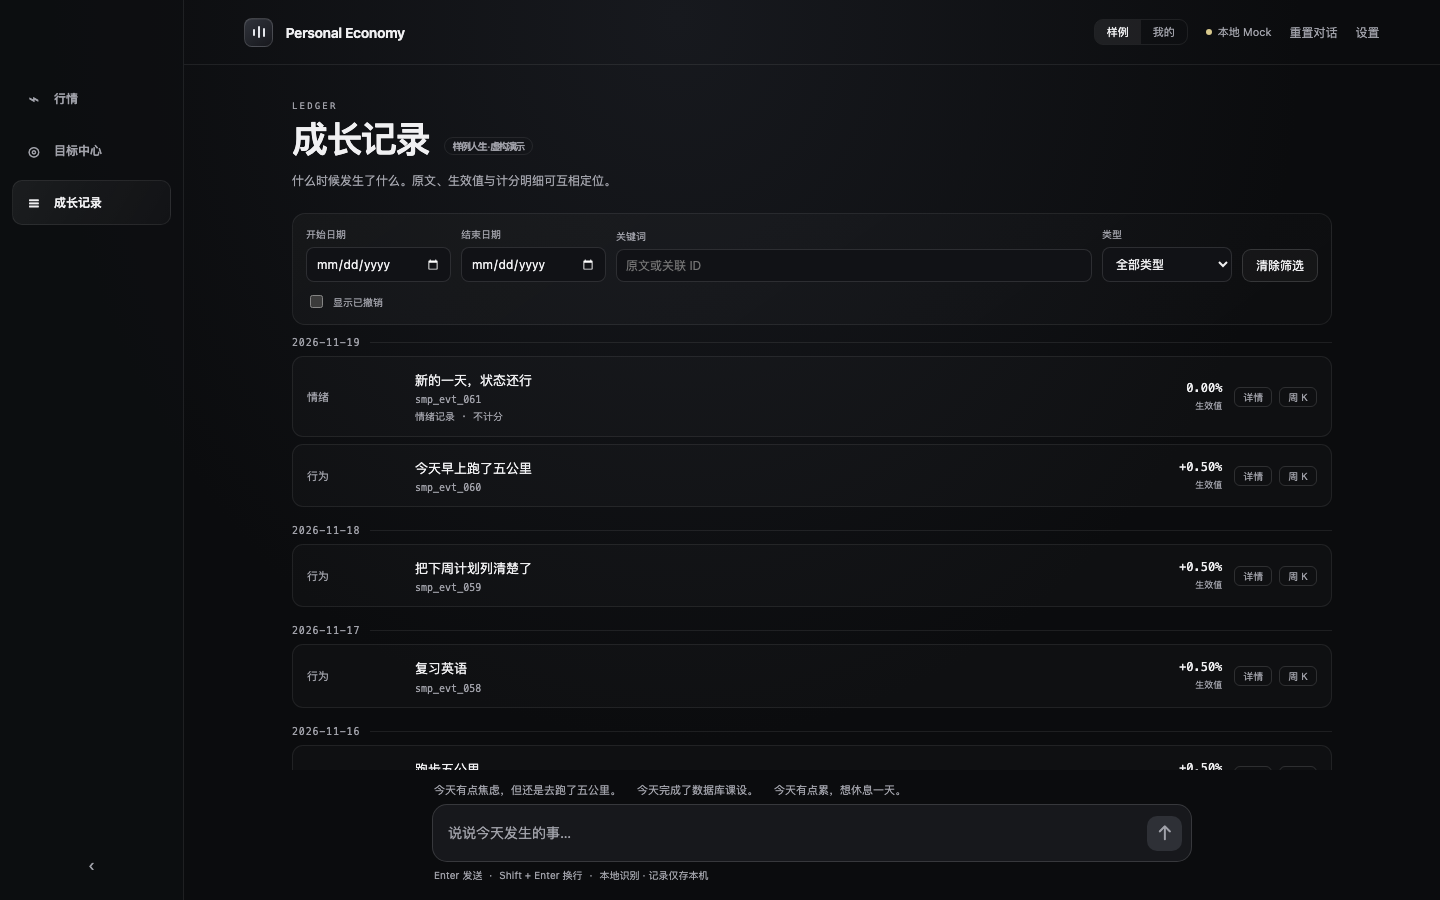 Personal Economy
样例 我的 本地 Mock 重置对话 设置
行情
目标中心
成长记录
LEDGER
成长记录 样例人生·虚构演示
什么时候发生了什么。原文、生效值与计分明细可互相定位。
开始日期 结束日期 关键词 类型
mm/dd/yyyy mm/dd/yyyy 原文或关联 ID 全部类型 清除筛选
显示已撤销
2026-11-19
情绪
新的一天，状态还行
smp_evt_061
情绪记录 · 不计分
0.00%
生效值
详情 周 K
行为
今天早上跑了五公里
smp_evt_060
+0.50%
生效值
详情 周 K
2026-11-18
行为
把下周计划列清楚了
smp_evt_059
+0.50%
生效值
详情 周 K
2026-11-17
行为
复习英语
smp_evt_058
+0.50%
生效值
详情 周 K
2026-11-16
跑步五公里
+0.50%
今天有点焦虑，但还是去跑了五公里。 今天完成了数据库课设。 今天有点累，想休息一天。
说说今天发生的事...
Enter 发送 · Shift + Enter 换行 · 本地识别 · 记录仅存本机